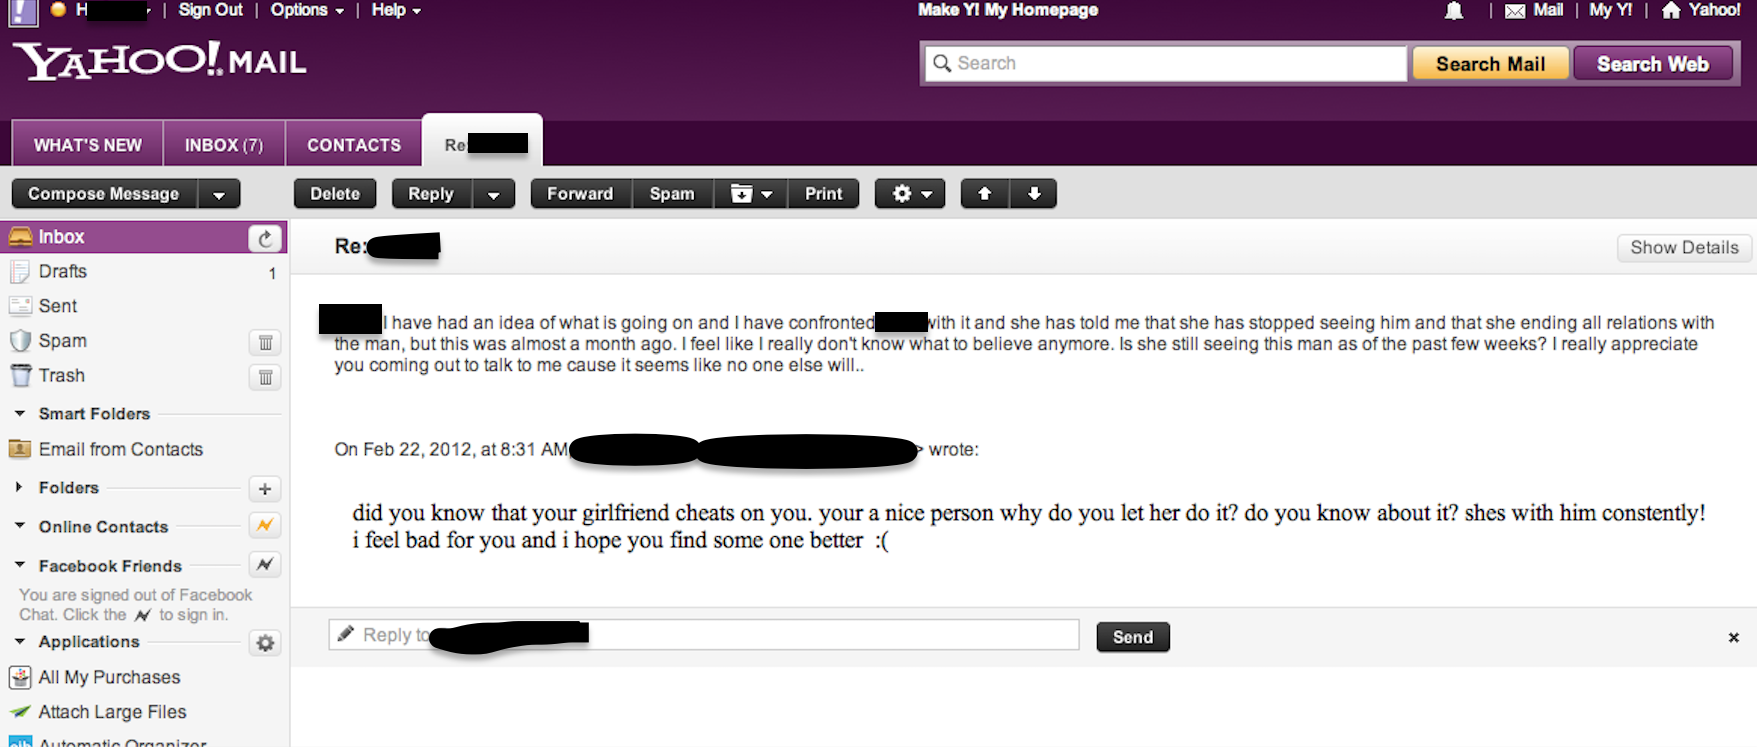 H
Sign Out | Options | Help
Make Y! My Homepage
Mail | My Y! | Yahoo!
YAHOO! MAIL
Search
Search Mail
Search Web
WHAT'S NEW
INBOX (7)
CONTACTS
Re:
Compose Message
Delete
Reply
Forward
Spam
Print
Inbox
Drafts 1
Sent
Spam
Trash
Smart Folders
Email from Contacts
Folders
Online Contacts
Facebook Friends
You are signed out of Facebook
Chat. Click the to sign in.
Applications
All My Purchases
Attach Large Files
Automatic Organizer
Re:
Show Details
I have had an idea of what is going on and I have confronted with it and she has told me that she has stopped seeing him and that she ending all relations with
the man, but this was almost a month ago. I feel like I really don't know what to believe anymore. Is she still seeing this man as of the past few weeks? I really appreciate
you coming out to talk to me cause it seems like no one else will..
On Feb 22, 2012, at 8:31 AM > wrote:
did you know that your girlfriend cheats on you. your a nice person why do you let her do it? do you know about it? shes with him constently!
i feel bad for you and i hope you find some one better :(
Reply to
Send